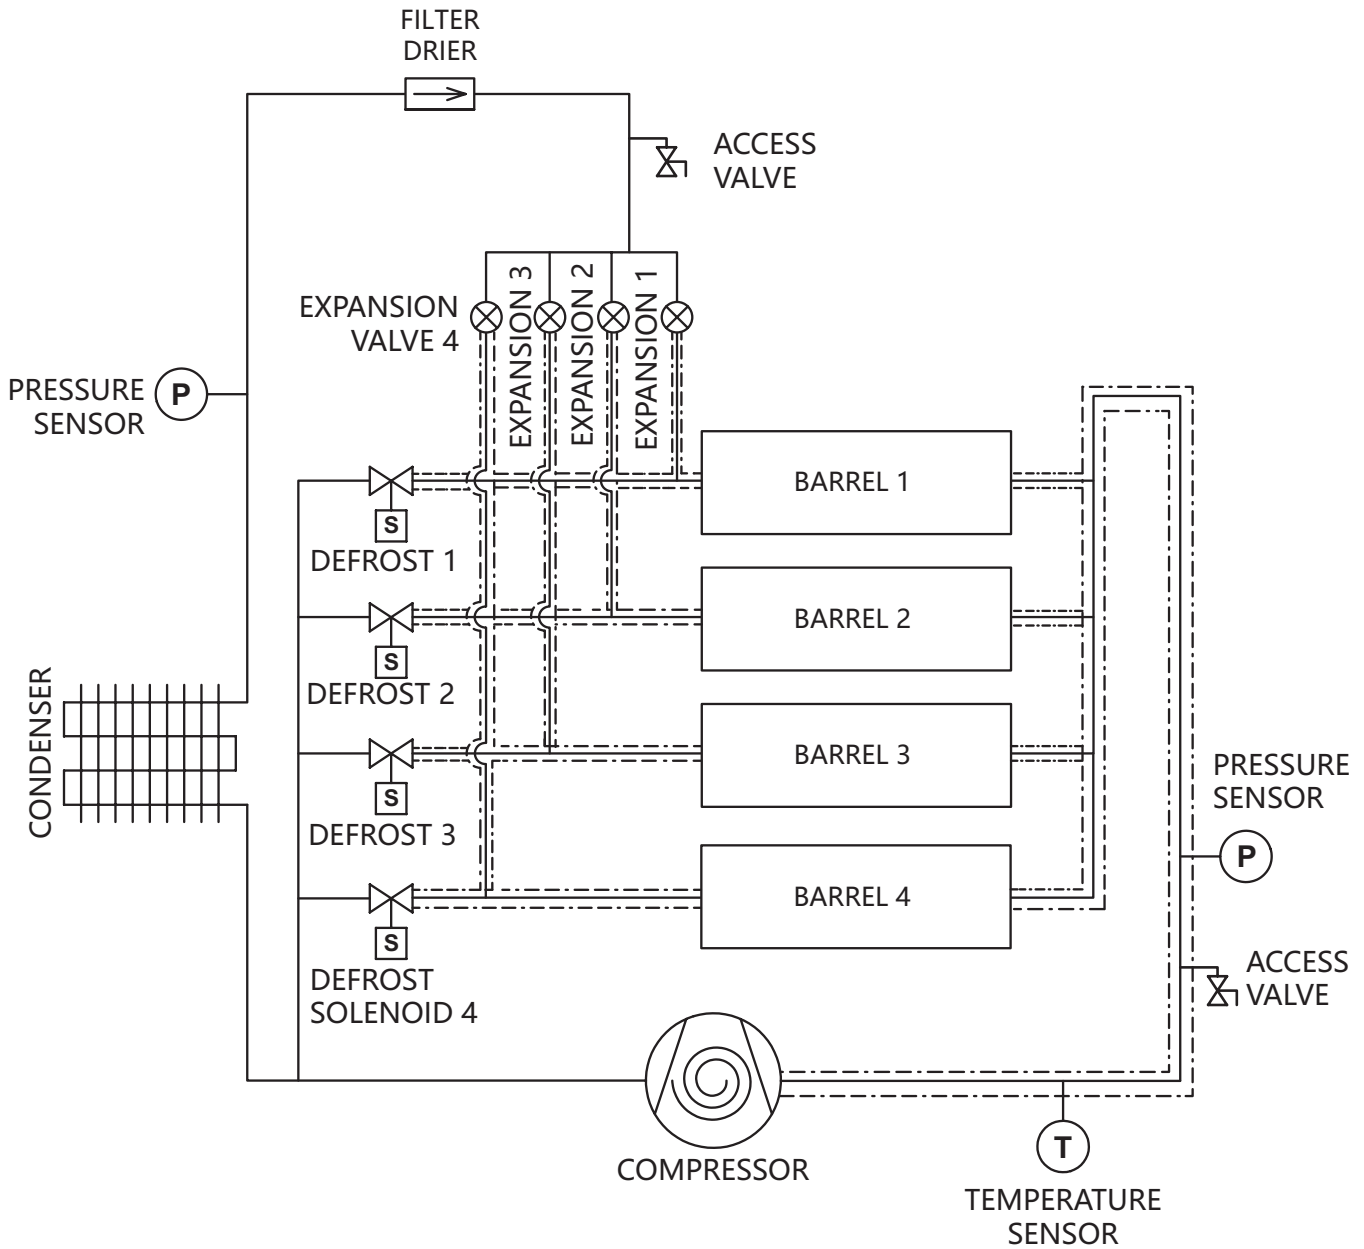 FILTER
DRIER
ACCESS
VALVE
EXPANSION
VALVE 4
EXPANSION 3
EXPANSION 2
EXPANSION 1
PRESSURE
SENSOR
P
BARREL 1
S
DEFROST 1
BARREL 2
S
DEFROST 2
CONDENSER
BARREL 3
S
DEFROST 3
PRESSURE
SENSOR
P
BARREL 4
S
DEFROST
SOLENOID 4
ACCESS
VALVE
COMPRESSOR
T
TEMPERATURE
SENSOR